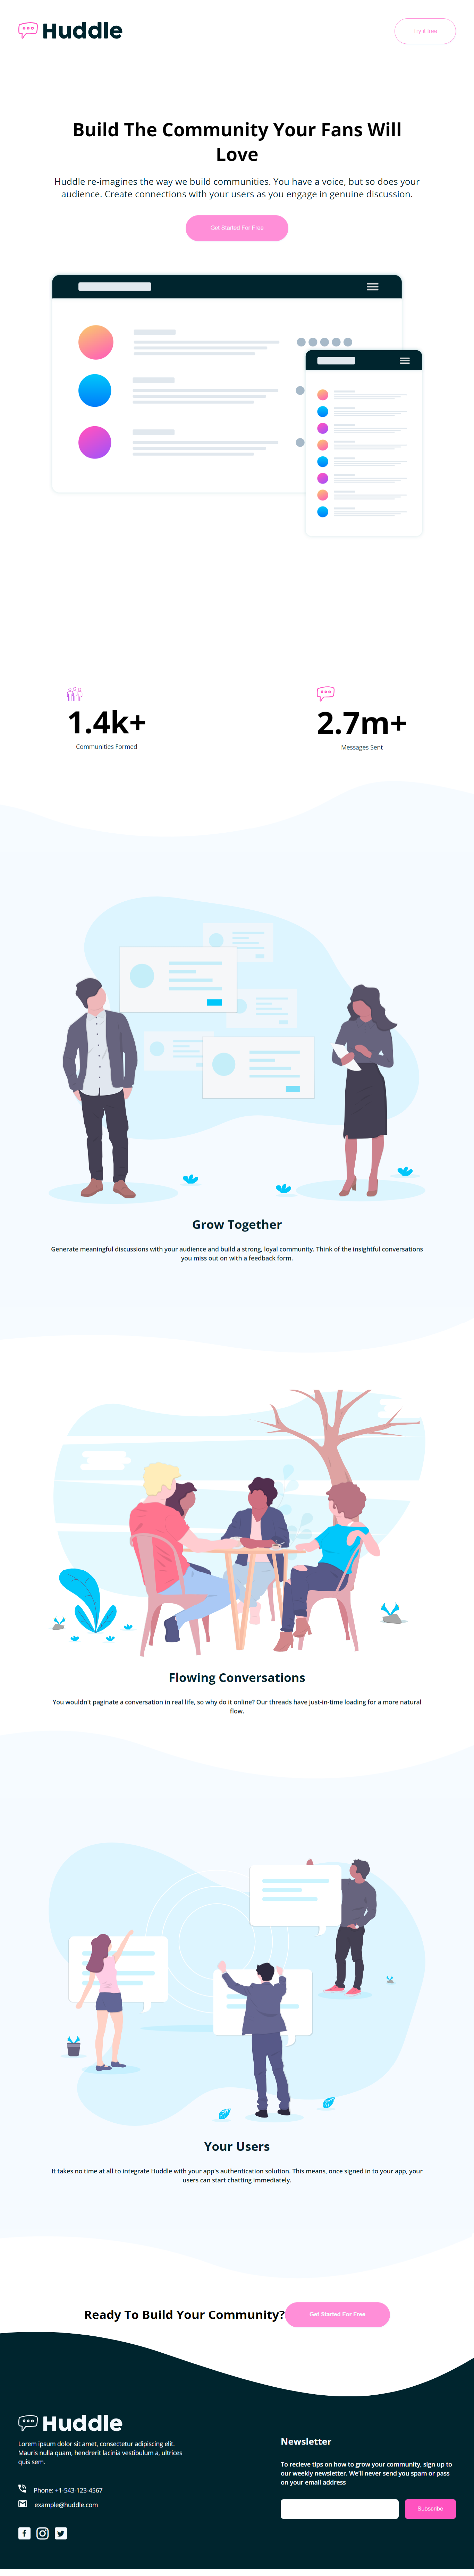 Huddle
Try it free
Build The Community Your Fans Will
Love
Huddle re-imagines the way we build communities. You have a voice, but so does your
audience. Create connections with your users as you engage in genuine discussion.
Get Started For Free
1.4k+
Communities Formed
2.7m+
Messages Sent
Grow Together
Generate meaningful discussions with your audience and build a strong, loyal community. Think of the insightful conversations
you miss out on with a feedback form.
Flowing Conversations
You wouldn't paginate a conversation in real life, so why do it online? Our threads have just-in-time loading for a more natural
flow.
Your Users
It takes no time at all to integrate Huddle with your app's authentication solution. This means, once signed in to your app, your
users can start chatting immediately.
Ready To Build Your Community?
Get Started For Free
Huddle
Lorem ipsum dolor sit amet, consectetur adipiscing elit.
Mauris nulla quam, hendrerit lacinia vestibulum a, ultrices
quis sem.
Phone: +1-543-123-4567
example@huddle.com
Newsletter
To recieve tips on how to grow your community, sign up to
our weekly newsletter. We'll never send you spam or pass
on your email address
Subscribe